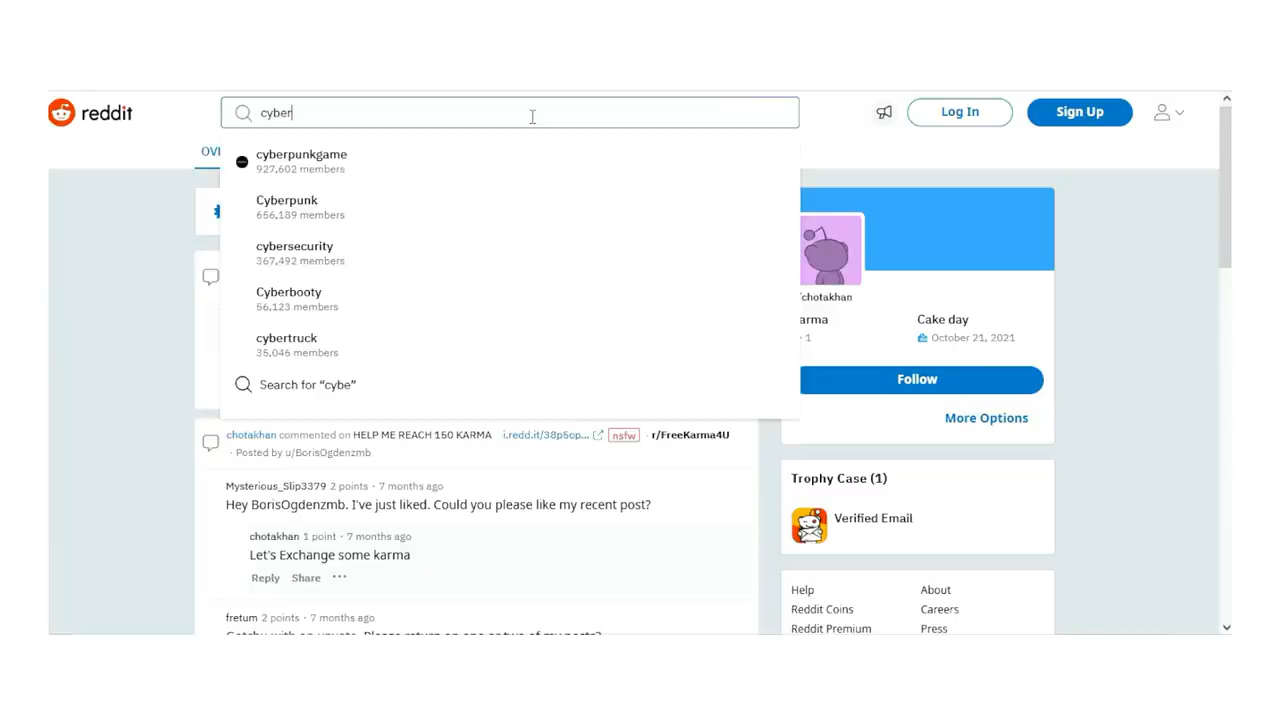 reddit
cyber
Log In
Sign Up
OVI
cyberpunkgame
927,602 members
Cyberpunk
656,189 members
cybersecurity
367,492 members
Cyberbooty
56,123 members
cybertruck
35,046 members
Search for “cybe”
/chotakhan
arma
Cake day
· 1
October 21, 2021
Follow
More Options
chotakhan commented on HELP ME REACH 150 KARMA i.redd.it/38p5op... nsfw · r/FreeKarma4U
· Posted by u/BorisOgdenzmb
Mysterious_Slip3379 2 points · 7 months ago
Hey BorisOgdenzmb. I've just liked. Could you please like my recent post?
chotakhan 1 point · 7 months ago
Let's Exchange some karma
Reply Share ···
fretum 2 points · 7 months ago
Trophy Case (1)
Verified Email
Help
About
Reddit Coins
Careers
Reddit Premium
Press